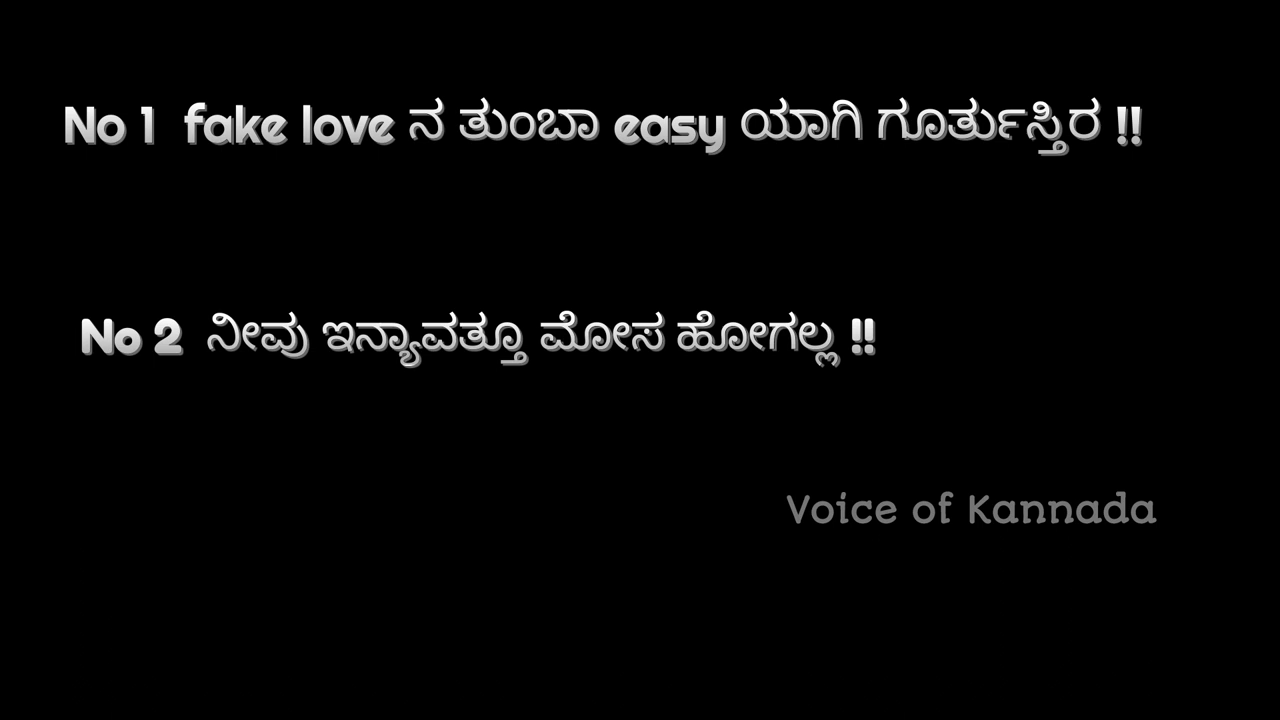 No 1 fake love ನ ತುಂಬಾ easy ಯಾಗಿ ಗೂರ್ತುಸ್ತಿರ !!
No 2 ನೀವು ಇನ್ಯಾವತ್ತೂ ಮೋಸ ಹೋಗಲ್ಲ !!
Voice of Kannada